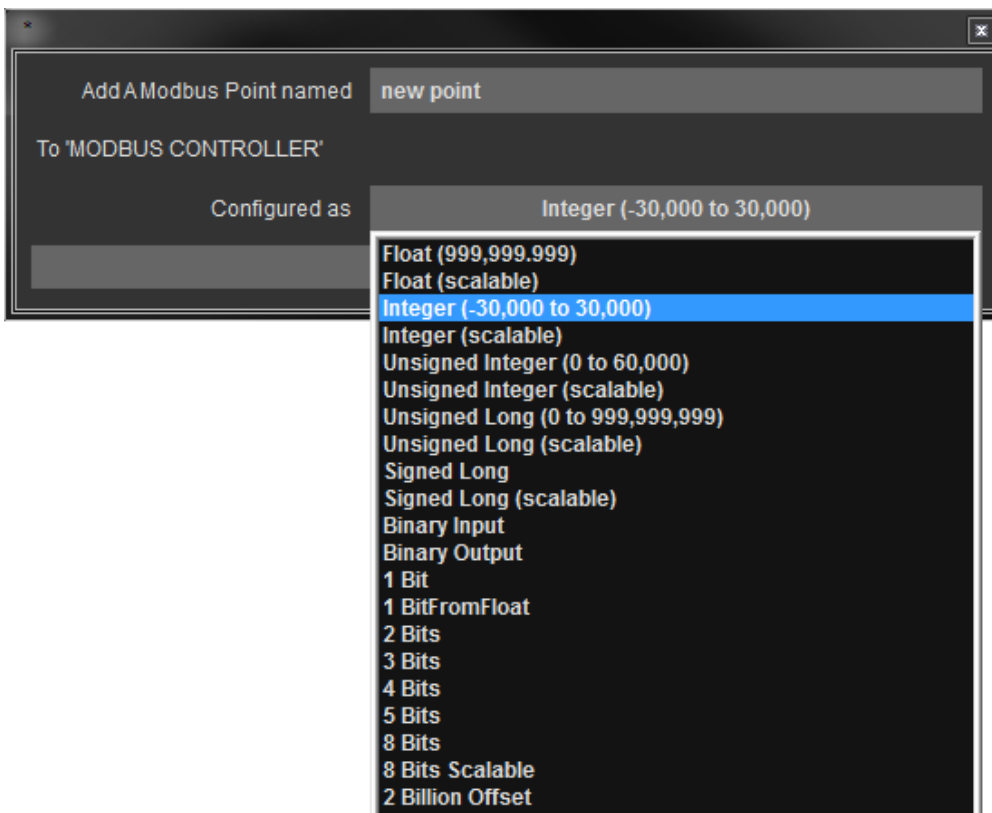 *
x
Add A Modbus Point named new point
To 'MODBUS CONTROLLER'
Configured as Integer (-30,000 to 30,000)
Float (999,999.999)
Float (scalable)
Integer (-30,000 to 30,000)
Integer (scalable)
Unsigned Integer (0 to 60,000)
Unsigned Integer (scalable)
Unsigned Long (0 to 999,999,999)
Unsigned Long (scalable)
Signed Long
Signed Long (scalable)
Binary Input
Binary Output
1 Bit
1 BitFromFloat
2 Bits
3 Bits
4 Bits
5 Bits
8 Bits
8 Bits Scalable
2 Billion Offset